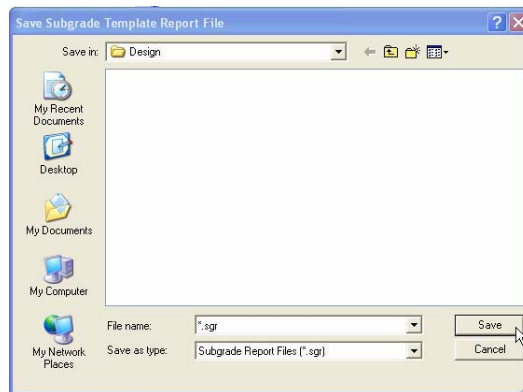 Save Subgrade Template Report File
Save in: Design
My Recent
Documents
Desktop
My Documents
My Computer
My Network
Places
File name: *.sgr
Save as type: Subgrade Report Files (*.sgr)
Save
Cancel